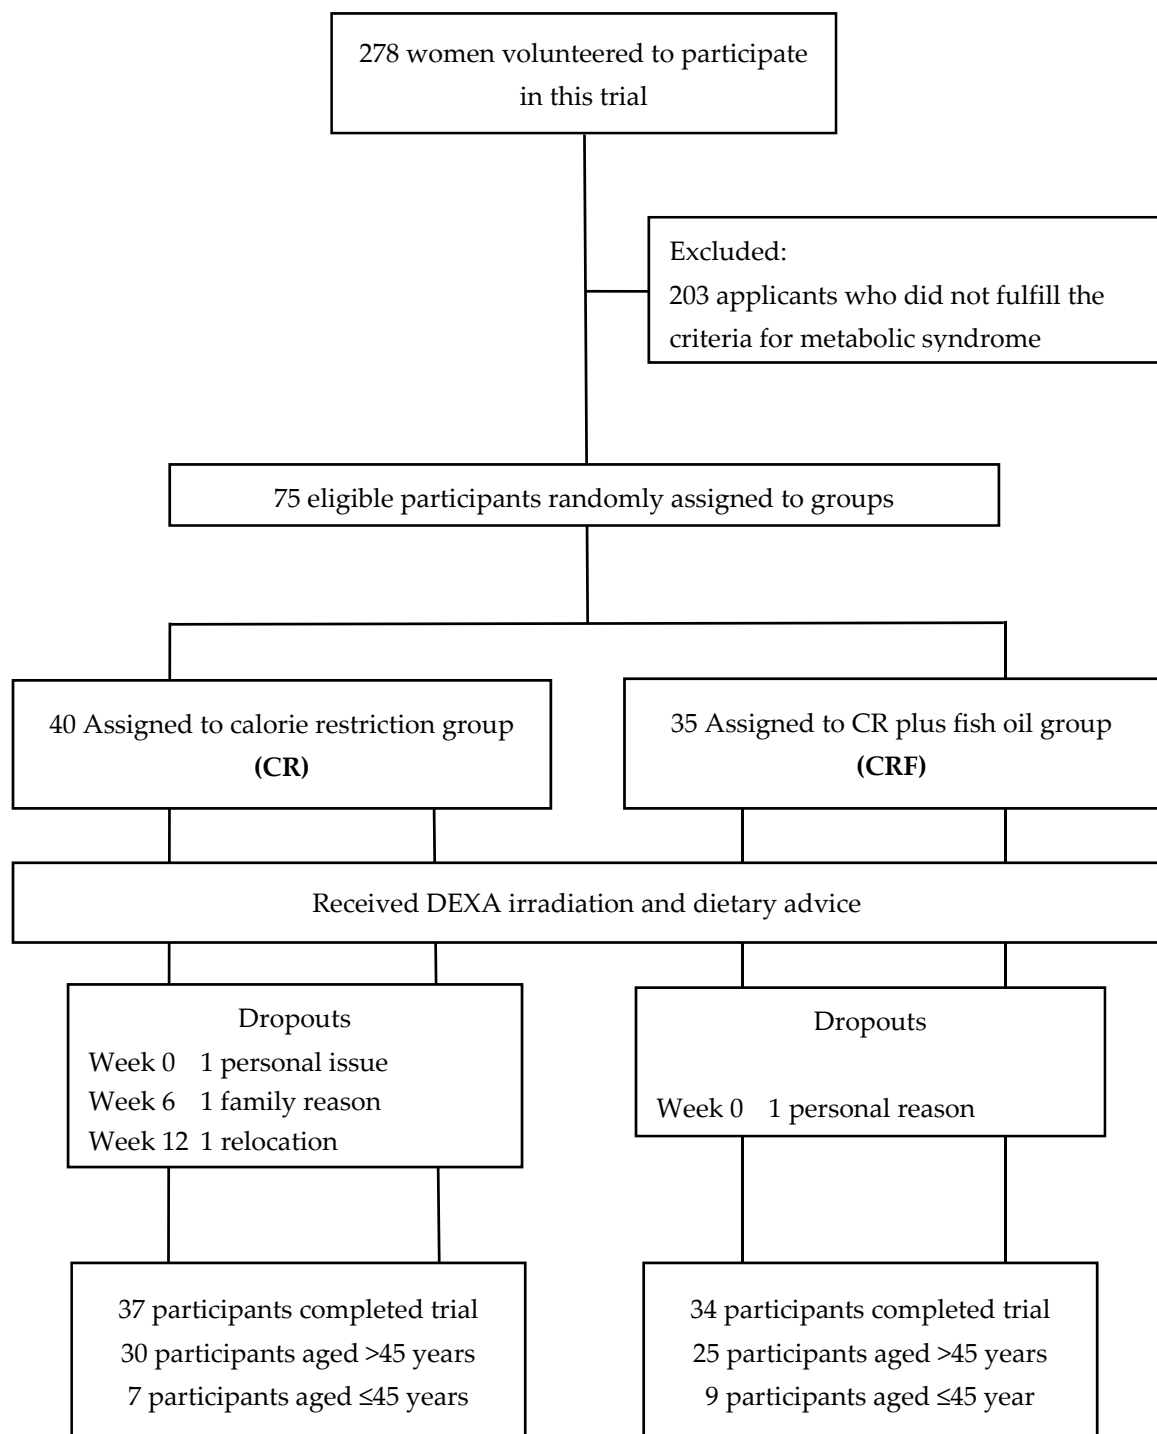 278 women volunteered to participate
in this trial
Excluded:
203 applicants who did not fulfill the
criteria for metabolic syndrome
75 eligible participants randomly assigned to groups
40 Assigned to calorie restriction group
(CR)
35 Assigned to CR plus fish oil group
(CRF)
Received DEXA irradiation and dietary advice
Dropouts
Week 0 1 personal issue
Week 6 1 family reason
Week 12 1 relocation
Dropouts
Week 0 1 personal reason
37 participants completed trial
30 participants aged >45 years
7 participants aged ≤45 years
34 participants completed trial
25 participants aged >45 years
9 participants aged ≤45 year